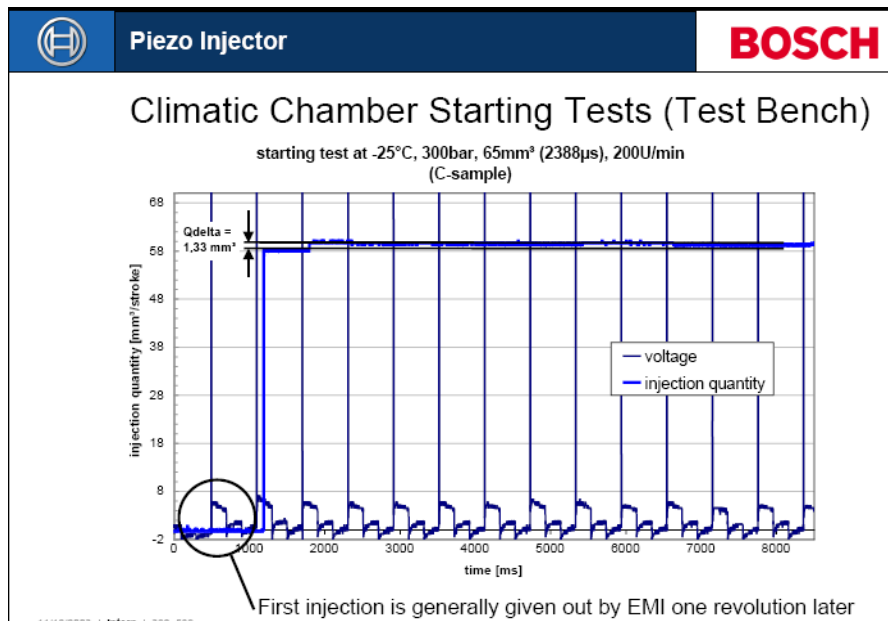 Piezo Injector
BOSCH
Climatic Chamber Starting Tests (Test Bench)
starting test at -25°C, 300bar, 65mm³ (2388µs), 200U/min
(C-sample)
68
Qdelta =
1,33 mm³
58
48
38
28
18
8
-2
injection quantity [mm³/stroke]
voltage
injection quantity
0 1000 2000 3000 4000 5000 6000 7000 8000
time [ms]
First injection is generally given out by EMI one revolution later